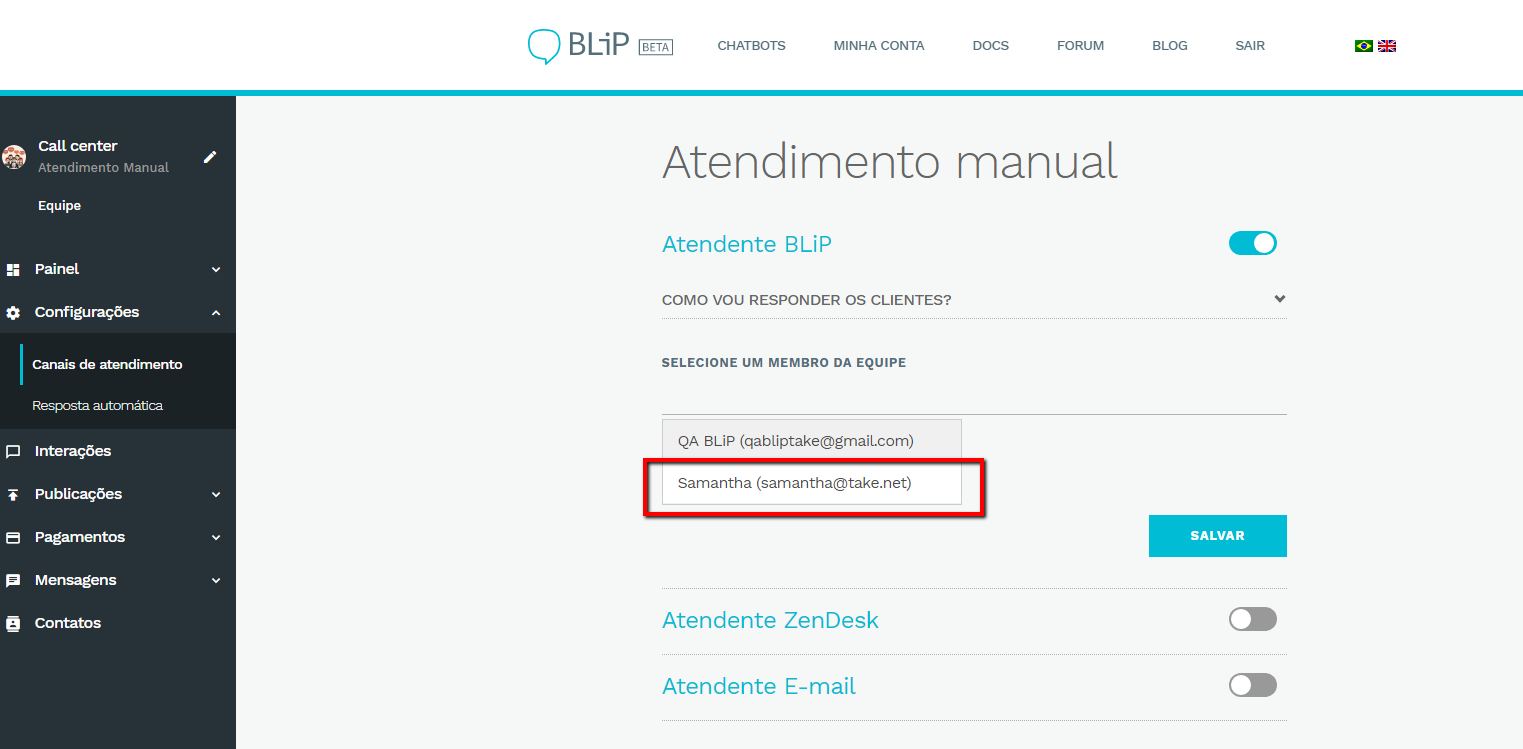 BLiP BETA CHATBOTS MINHA CONTA DOCS FORUM BLOG SAIR
Call center
Atendimento Manual
Equipe
Painel
Configurações
Canais de atendimento
Resposta automática
Interações
Publicações
Pagamentos
Mensagens
Contatos
Atendimento manual
Atendente BLiP
COMO VOU RESPONDER OS CLIENTES?
SELECIONE UM MEMBRO DA EQUIPE
QA BLiP (qabliptake@gmail.com)
Samantha (samantha@take.net)
SALVAR
Atendente ZenDesk
Atendente E-mail